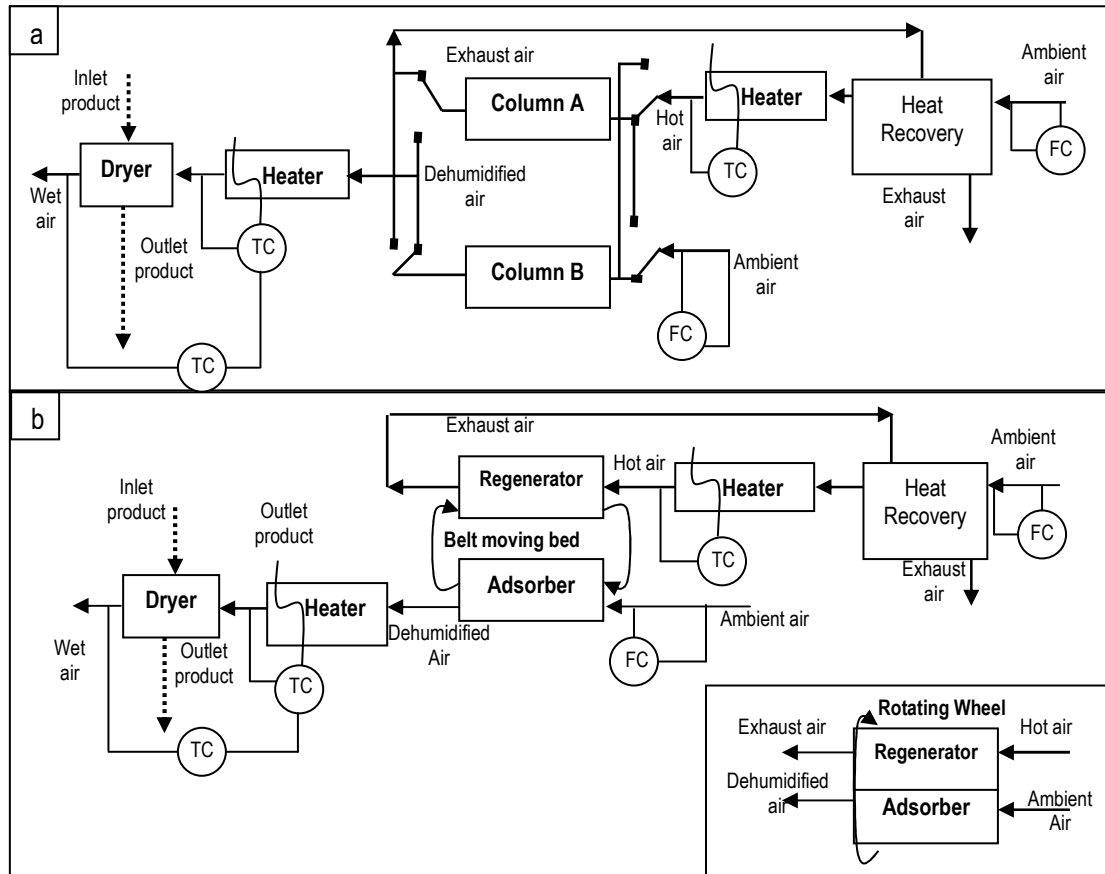 a
Exhaust air
Ambient
air
Inlet
product
Column A
Heater
Heat
Recovery
Hot
air
FC
Dryer
Heater
Dehumidified
air
TC
Wet
air
Exhaust
air
TC
Outlet
product
Column B
Ambient
air
FC
TC
b
Exhaust air
Ambient
air
Regenerator
Hot air
Heater
Heat
Recovery
Inlet
product
Outlet
product
FC
Belt moving bed
TC
Adsorber
Exhaust
air
Dryer
Heater
Ambient air
Dehumidified
Air
Wet
air
Outlet
product
FC
TC
TC
Rotating Wheel
Exhaust air
Hot air
Regenerator
Dehumidified
air
Adsorber
Ambient
Air